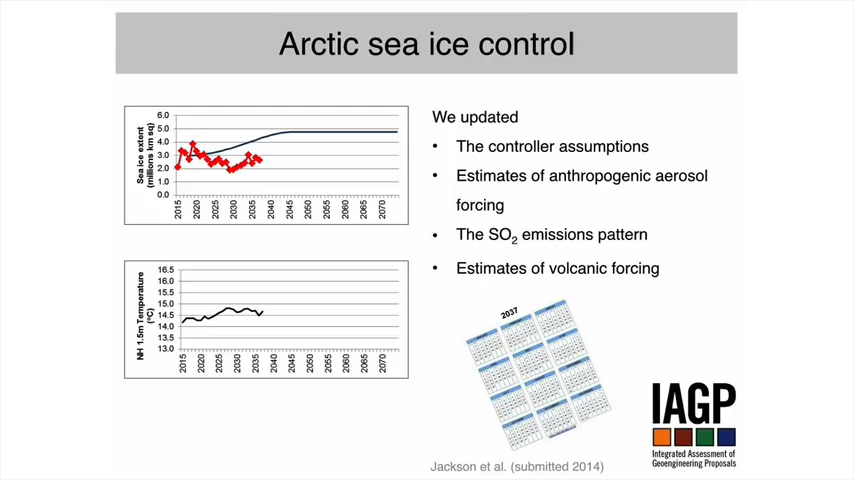 Arctic sea ice control
Sea ice extent
(millions km sq)
6.0
5.0
4.0
3.0
2.0
1.0
0.0
2015
2020
2025
2030
2035
2040
2045
2050
2055
2060
2065
2070
NH 1.5m Temperature
(°C)
16.5
16.0
15.5
15.0
14.5
14.0
13.0
2015
2020
2025
2030
2035
2040
2045
2050
2055
2060
2065
2070
We updated
• The controller assumptions
• Estimates of anthropogenic aerosol
forcing
• The SO2 emissions pattern
• Estimates of volcanic forcing
2037
IAGP
Integrated Assessment of
Geoengineering Proposals
Jackson et al. (submitted 2014)